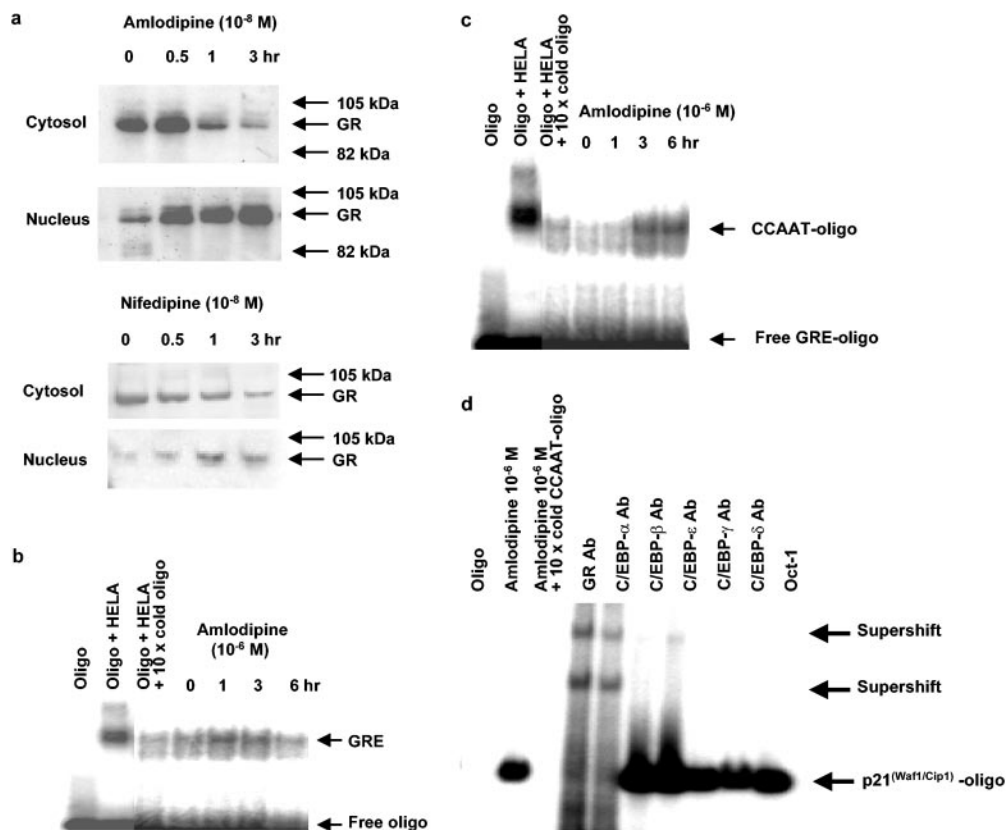 a
Amlodipine (10⁻⁸ M)
0 0.5 1 3 hr
Cytosol
105 kDa
GR
82 kDa
Nucleus
105 kDa
GR
82 kDa
Nifedipine (10⁻⁸ M)
0 0.5 1 3 hr
Cytosol
105 kDa
GR
Nucleus
105 kDa
GR
b
Oligo
Oligo + HELA
Oligo + HELA
+ 10 x cold oligo
Amlodipine
(10⁻⁶ M)
0 1 3 6 hr
GRE
Free oligo
c
Oligo
Oligo + HELA
Oligo + HELA
+ 10 x cold oligo
Amlodipine (10⁻⁶ M)
0 1 3 6 hr
CCAAT-oligo
Free GRE-oligo
d
Oligo
Amlodipine 10⁻⁶ M
Amlodipine 10⁻⁶ M
+ 10 x cold CCAAT-oligo
GR Ab
C/EBP-α Ab
C/EBP-β Ab
C/EBP-ε Ab
C/EBP-γ Ab
C/EBP-δ Ab
Oct-1
Supershift
Supershift
p21(Waf1/Cip1) -oligo